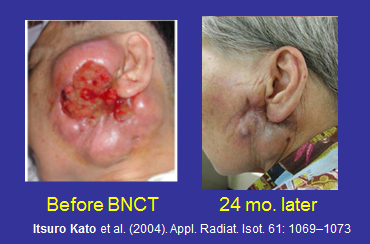 Before BNCT 24 mo. later
Itsuro Kato et al. (2004). Appl. Radiat. Isot. 61: 1069–1073